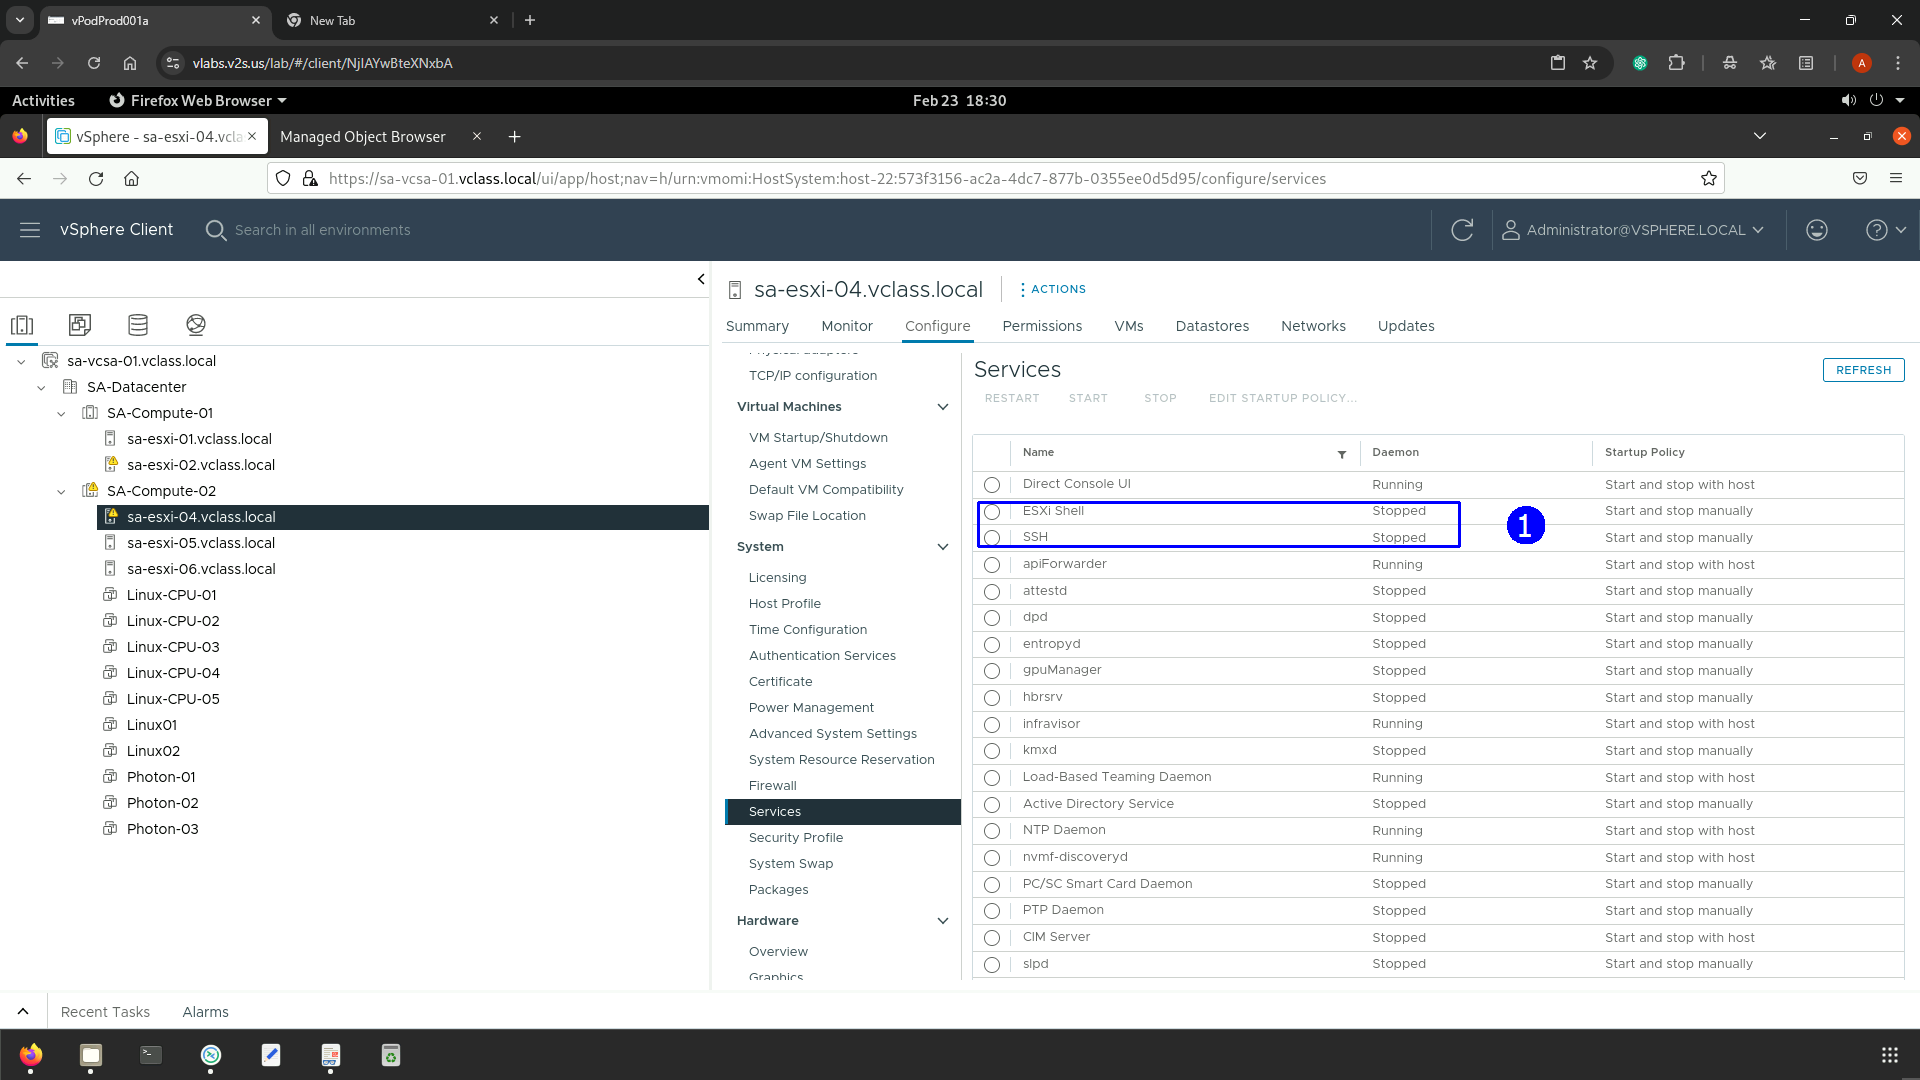 vPodProd001a
New Tab
vlabs.v2s.us/lab/#/client/NjIAYwBteXNxbA
A
Activities
Firefox Web Browser
Feb 23 18:30
vSphere - sa-esxi-04.vcla
Managed Object Browser
https://sa-vcsa-01.vclass.local/ui/app/host;nav=h/urn:vmomi:HostSystem:host-22:573f3156-ac2a-4dc7-877b-0355ee0d5d95/configure/services
vSphere Client
Search in all environments
Administrator@VSPHERE.LOCAL
sa-vcsa-01.vclass.local
SA-Datacenter
SA-Compute-01
sa-esxi-01.vclass.local
sa-esxi-02.vclass.local
SA-Compute-02
sa-esxi-04.vclass.local
sa-esxi-05.vclass.local
sa-esxi-06.vclass.local
Linux-CPU-01
Linux-CPU-02
Linux-CPU-03
Linux-CPU-04
Linux-CPU-05
Linux01
Linux02
Photon-01
Photon-02
Photon-03
sa-esxi-04.vclass.local
ACTIONS
Summary Monitor Configure Permissions VMs Datastores Networks Updates
Physical adapters
TCP/IP configuration
Virtual Machines
VM Startup/Shutdown
Agent VM Settings
Default VM Compatibility
Swap File Location
System
Licensing
Host Profile
Time Configuration
Authentication Services
Certificate
Power Management
Advanced System Settings
System Resource Reservation
Firewall
Services
Security Profile
System Swap
Packages
Hardware
Overview
Graphics
Services
REFRESH
RESTART START STOP EDIT STARTUP POLICY...
Name Daemon Startup Policy
Direct Console UI Running Start and stop with host
ESXi Shell Stopped Start and stop manually
SSH Stopped Start and stop manually
1
apiForwarder Running Start and stop with host
attestd Stopped Start and stop manually
dpd Stopped Start and stop manually
entropyd Stopped Start and stop manually
gpuManager Stopped Start and stop manually
hbrsrv Stopped Start and stop manually
infravisor Running Start and stop with host
kmxd Stopped Start and stop manually
Load-Based Teaming Daemon Running Start and stop with host
Active Directory Service Stopped Start and stop manually
NTP Daemon Running Start and stop with host
nvmf-discoveryd Running Start and stop with host
PC/SC Smart Card Daemon Stopped Start and stop manually
PTP Daemon Stopped Start and stop manually
CIM Server Stopped Start and stop with host
slpd Stopped Start and stop manually
Recent Tasks Alarms